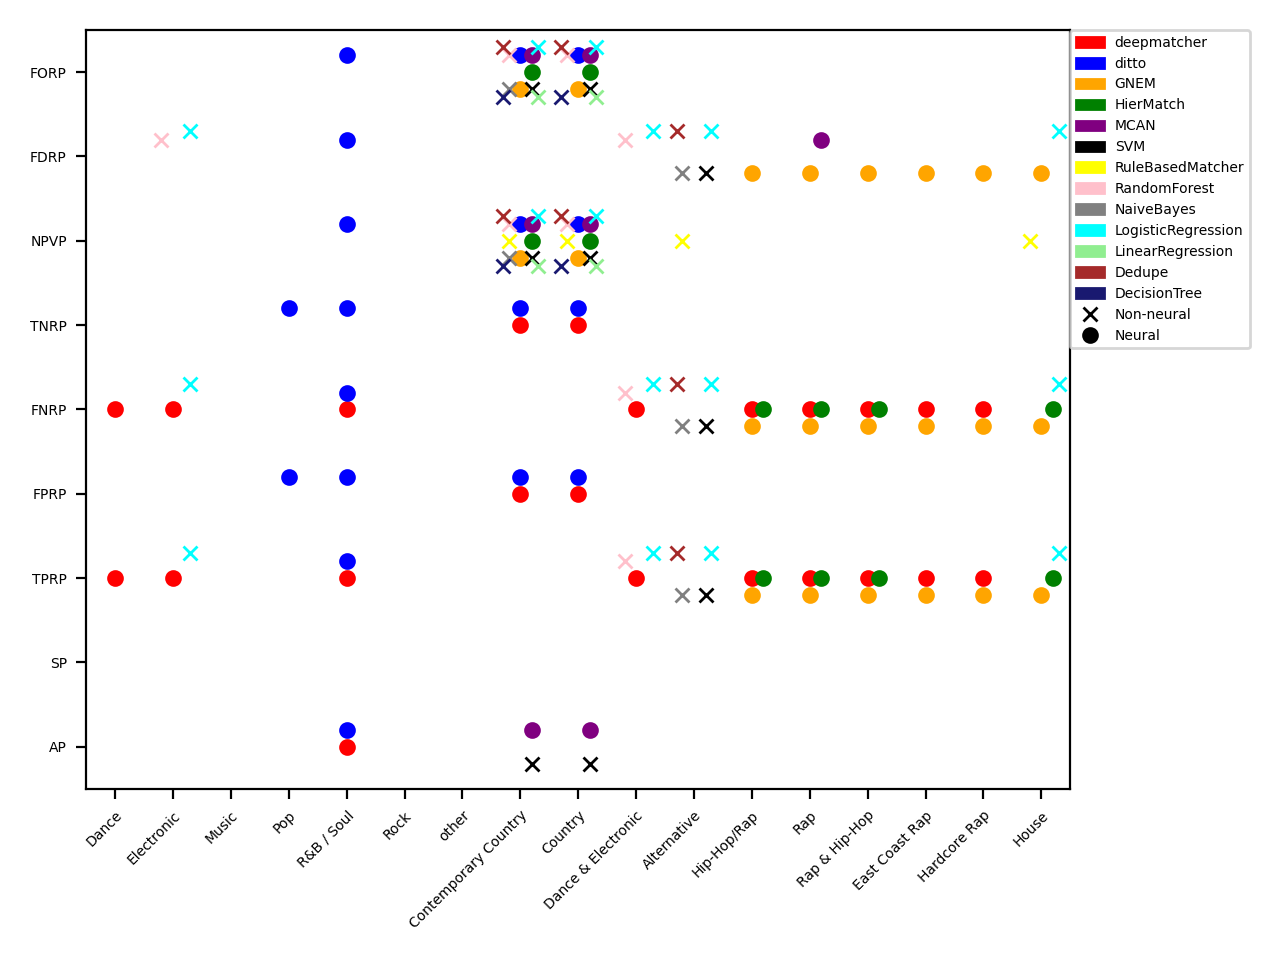 FORP
FDRP
NPVP
TNRP
FNRP
FPRP
TPRP
SP
AP
Dance
Electronic
Music
Pop
R&B / Soul
Rock
other
Contemporary Country
Country
Dance & Electronic
Alternative
Hip-Hop/Rap
Rap
Rap & Hip-Hop
East Coast Rap
Hardcore Rap
House
deepmatcher
ditto
GNEM
HierMatch
MCAN
SVM
RuleBasedMatcher
RandomForest
NaiveBayes
LogisticRegression
LinearRegression
Dedupe
DecisionTree
Non-neural
Neural